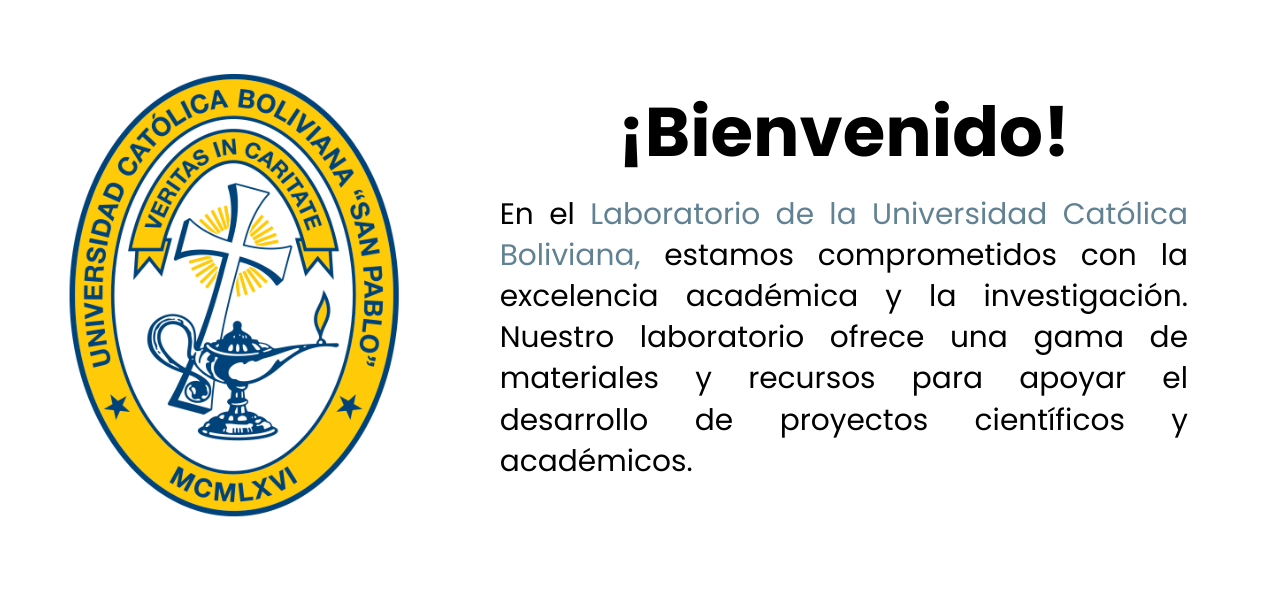 UNIVERSIDAD CATÓLICA BOLIVIANA “SAN PABLO”
VERITAS IN CARITATE
MCMLXVI
¡Bienvenido!
En el Laboratorio de la Universidad Católica
Boliviana, estamos comprometidos con la
excelencia académica y la investigación.
Nuestro laboratorio ofrece una gama de
materiales y recursos para apoyar el
desarrollo de proyectos científicos y
académicos.